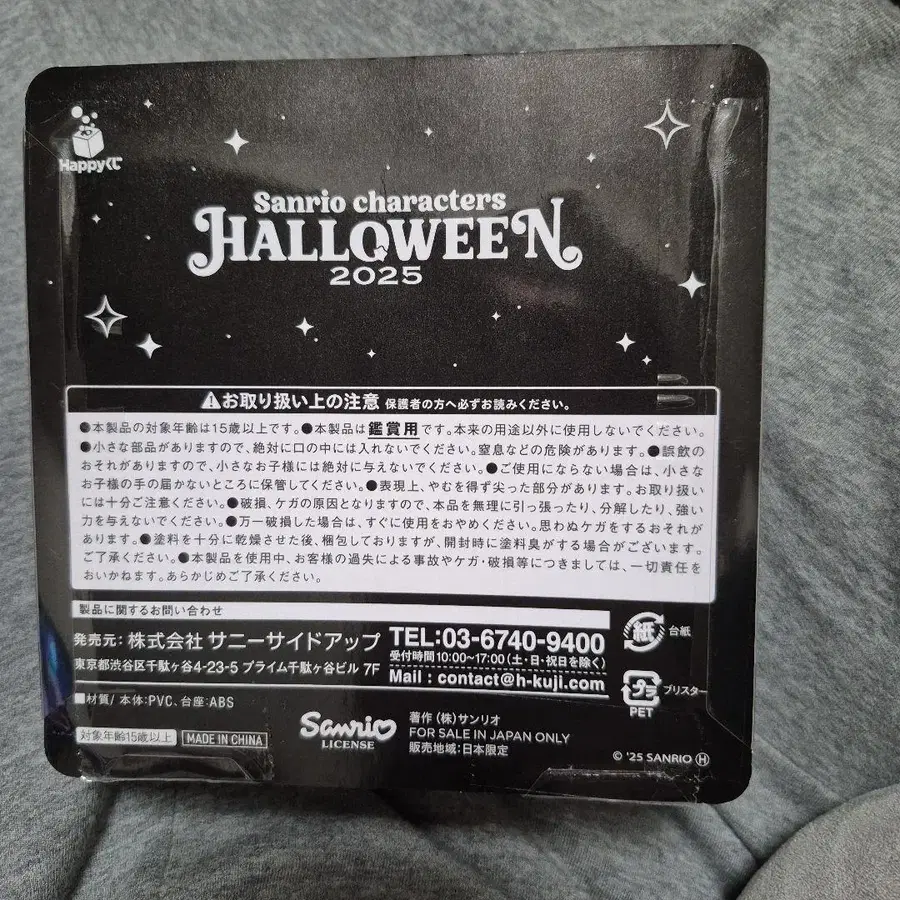 Happyくじ
Sanrio characters
HALLOWEEN
2025
⚠お取り扱い上の注意 保護者の方へ必ずお読みください。
●本製品の対象年齢は15歳以上です。●本製品は鑑賞用です。本来の用途以外に使用しないでください。
●小さな部品がありますので、絶対に口の中には入れないでください。窒息などの危険があります。●誤飲の
おそれがありますので、小さなお子様には絶対に与えないでください。●ご使用にならない場合は、小さな
お子様の手の届かないところに保管してください。●表現上、やむを得ず尖った部分があります。お取り扱い
には十分ご注意ください。●破損、ケガの原因となりますので、本品を無理に引っ張ったり、分解したり、強い
力を与えないでください。●万一破損した場合は、すぐに使用をおやめください。思わぬケガをするおそれが
あります。●塗料を十分に乾燥させた後、梱包しておりますが、開封時に塗料臭がする場合がございます。
ご了承ください。●本製品を使用中、お客様の過失による事故やケガ・破損等につきましては、一切責任を
おいかねます。あらかじめご了承ください。
製品に関するお問い合わせ
発売元: 株式会社 サニーサイドアップ
東京都渋谷区千駄ヶ谷4-23-5 プライム千駄ヶ谷ビル 7F
TEL:03-6740-9400
受付時間10:00~17:00(土・日・祝日を除く)
Mail : contact@h-kuji.com
紙 台紙
プラ ブリスター
PET
■材質/ 本体:PVC、台座:ABS
対象年齢15歳以上 MADE IN CHINA
Sanrio
LICENSE
著作 (株)サンリオ
FOR SALE IN JAPAN ONLY
販売地域:日本限定
© '25 SANRIO Ⓗ